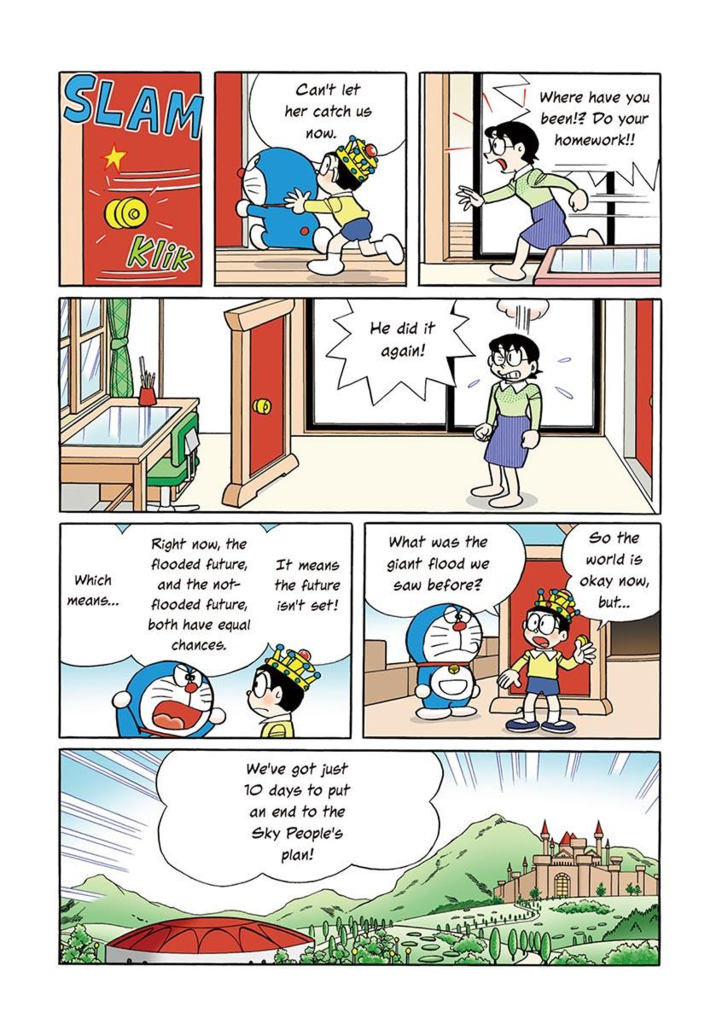 Where have you
been!? Do your
homework!!
Can't let
her catch us
now.
SLAM
Klik
He did it
again!
So the
world is
okay now,
but...
What was the
giant flood we
saw before?
It means
the future
isn't set!
Right now, the
flooded future,
and the not-
flooded future,
both have equal
chances.
Which
means...
We've got just
10 days to put
an end to the
Sky People's
plan!